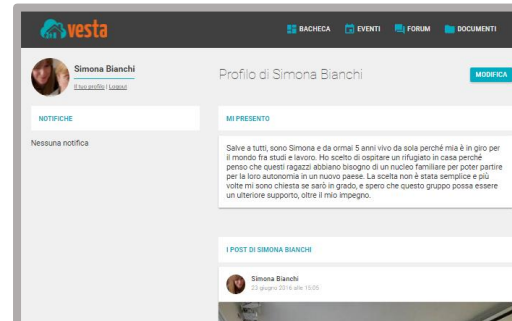 vesta
BACHECA EVENTI FORUM DOCUMENTI
Simona Bianchi
Il tuo profilo | Logout
Profilo di Simona Bianchi
MODIFICA
NOTIFICHE
Nessuna notifica
MI PRESENTO
Salve a tutti, sono Simona e da ormai 5 anni vivo da sola perché mia è in giro per
il mondo fra studi e lavoro. Ho scelto di ospitare un rifugiato in casa perché
penso che questi ragazzi abbiano bisogno di un nucleo familiare per poter partire
per la loro autonomia in un nuovo paese. La scelta non è stata semplice e più
volte mi sono chiesta se sarò in grado, e spero che questo gruppo possa essere
un ulteriore supporto, oltre il mio impegno.
I POST DI SIMONA BIANCHI
Simona Bianchi
23 giugno 2016 alle 15:05